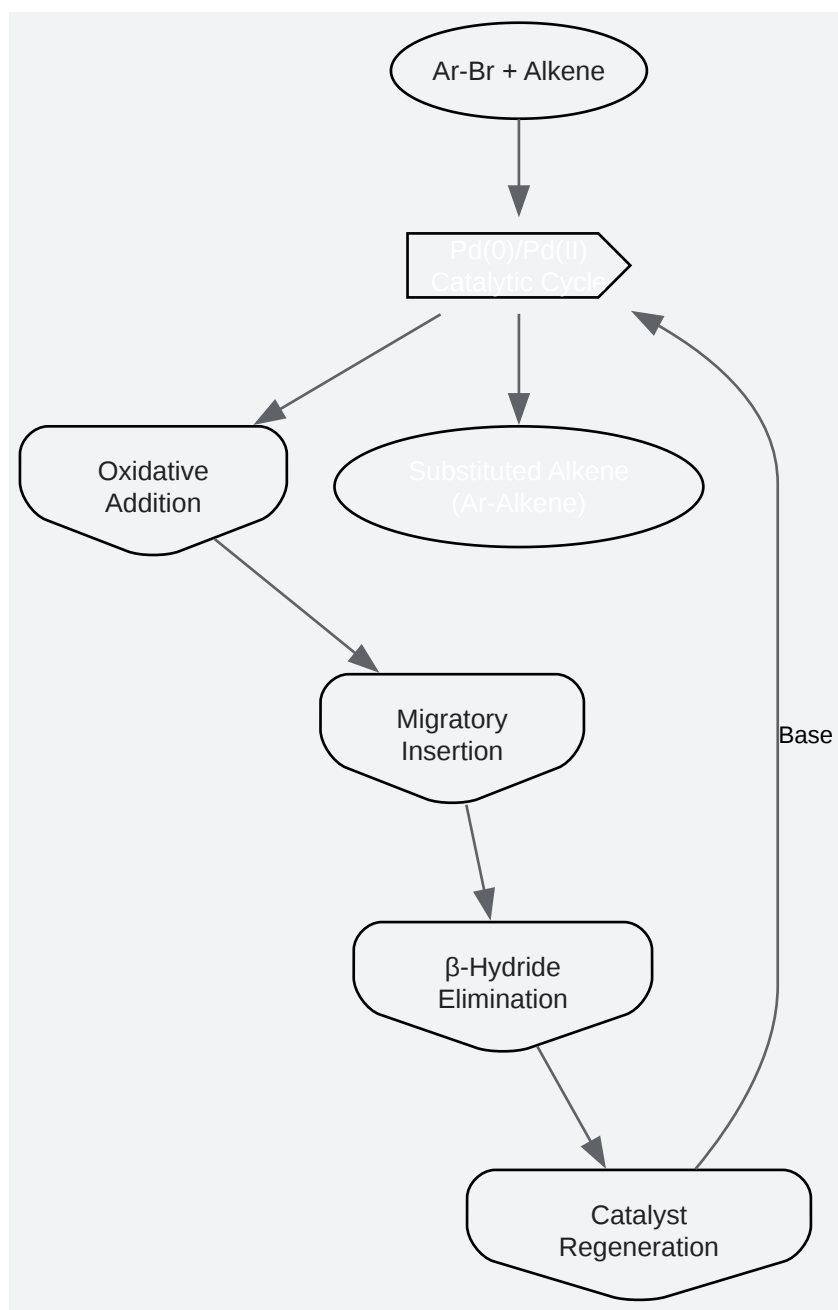 Ar-Br + Alkene
Pd(0)/Pd(II)
Catalytic Cycle
Oxidative
Addition
Substituted Alkene
(Ar-Alkene)
Migratory
Insertion
Base
β-Hydride
Elimination
Catalyst
Regeneration